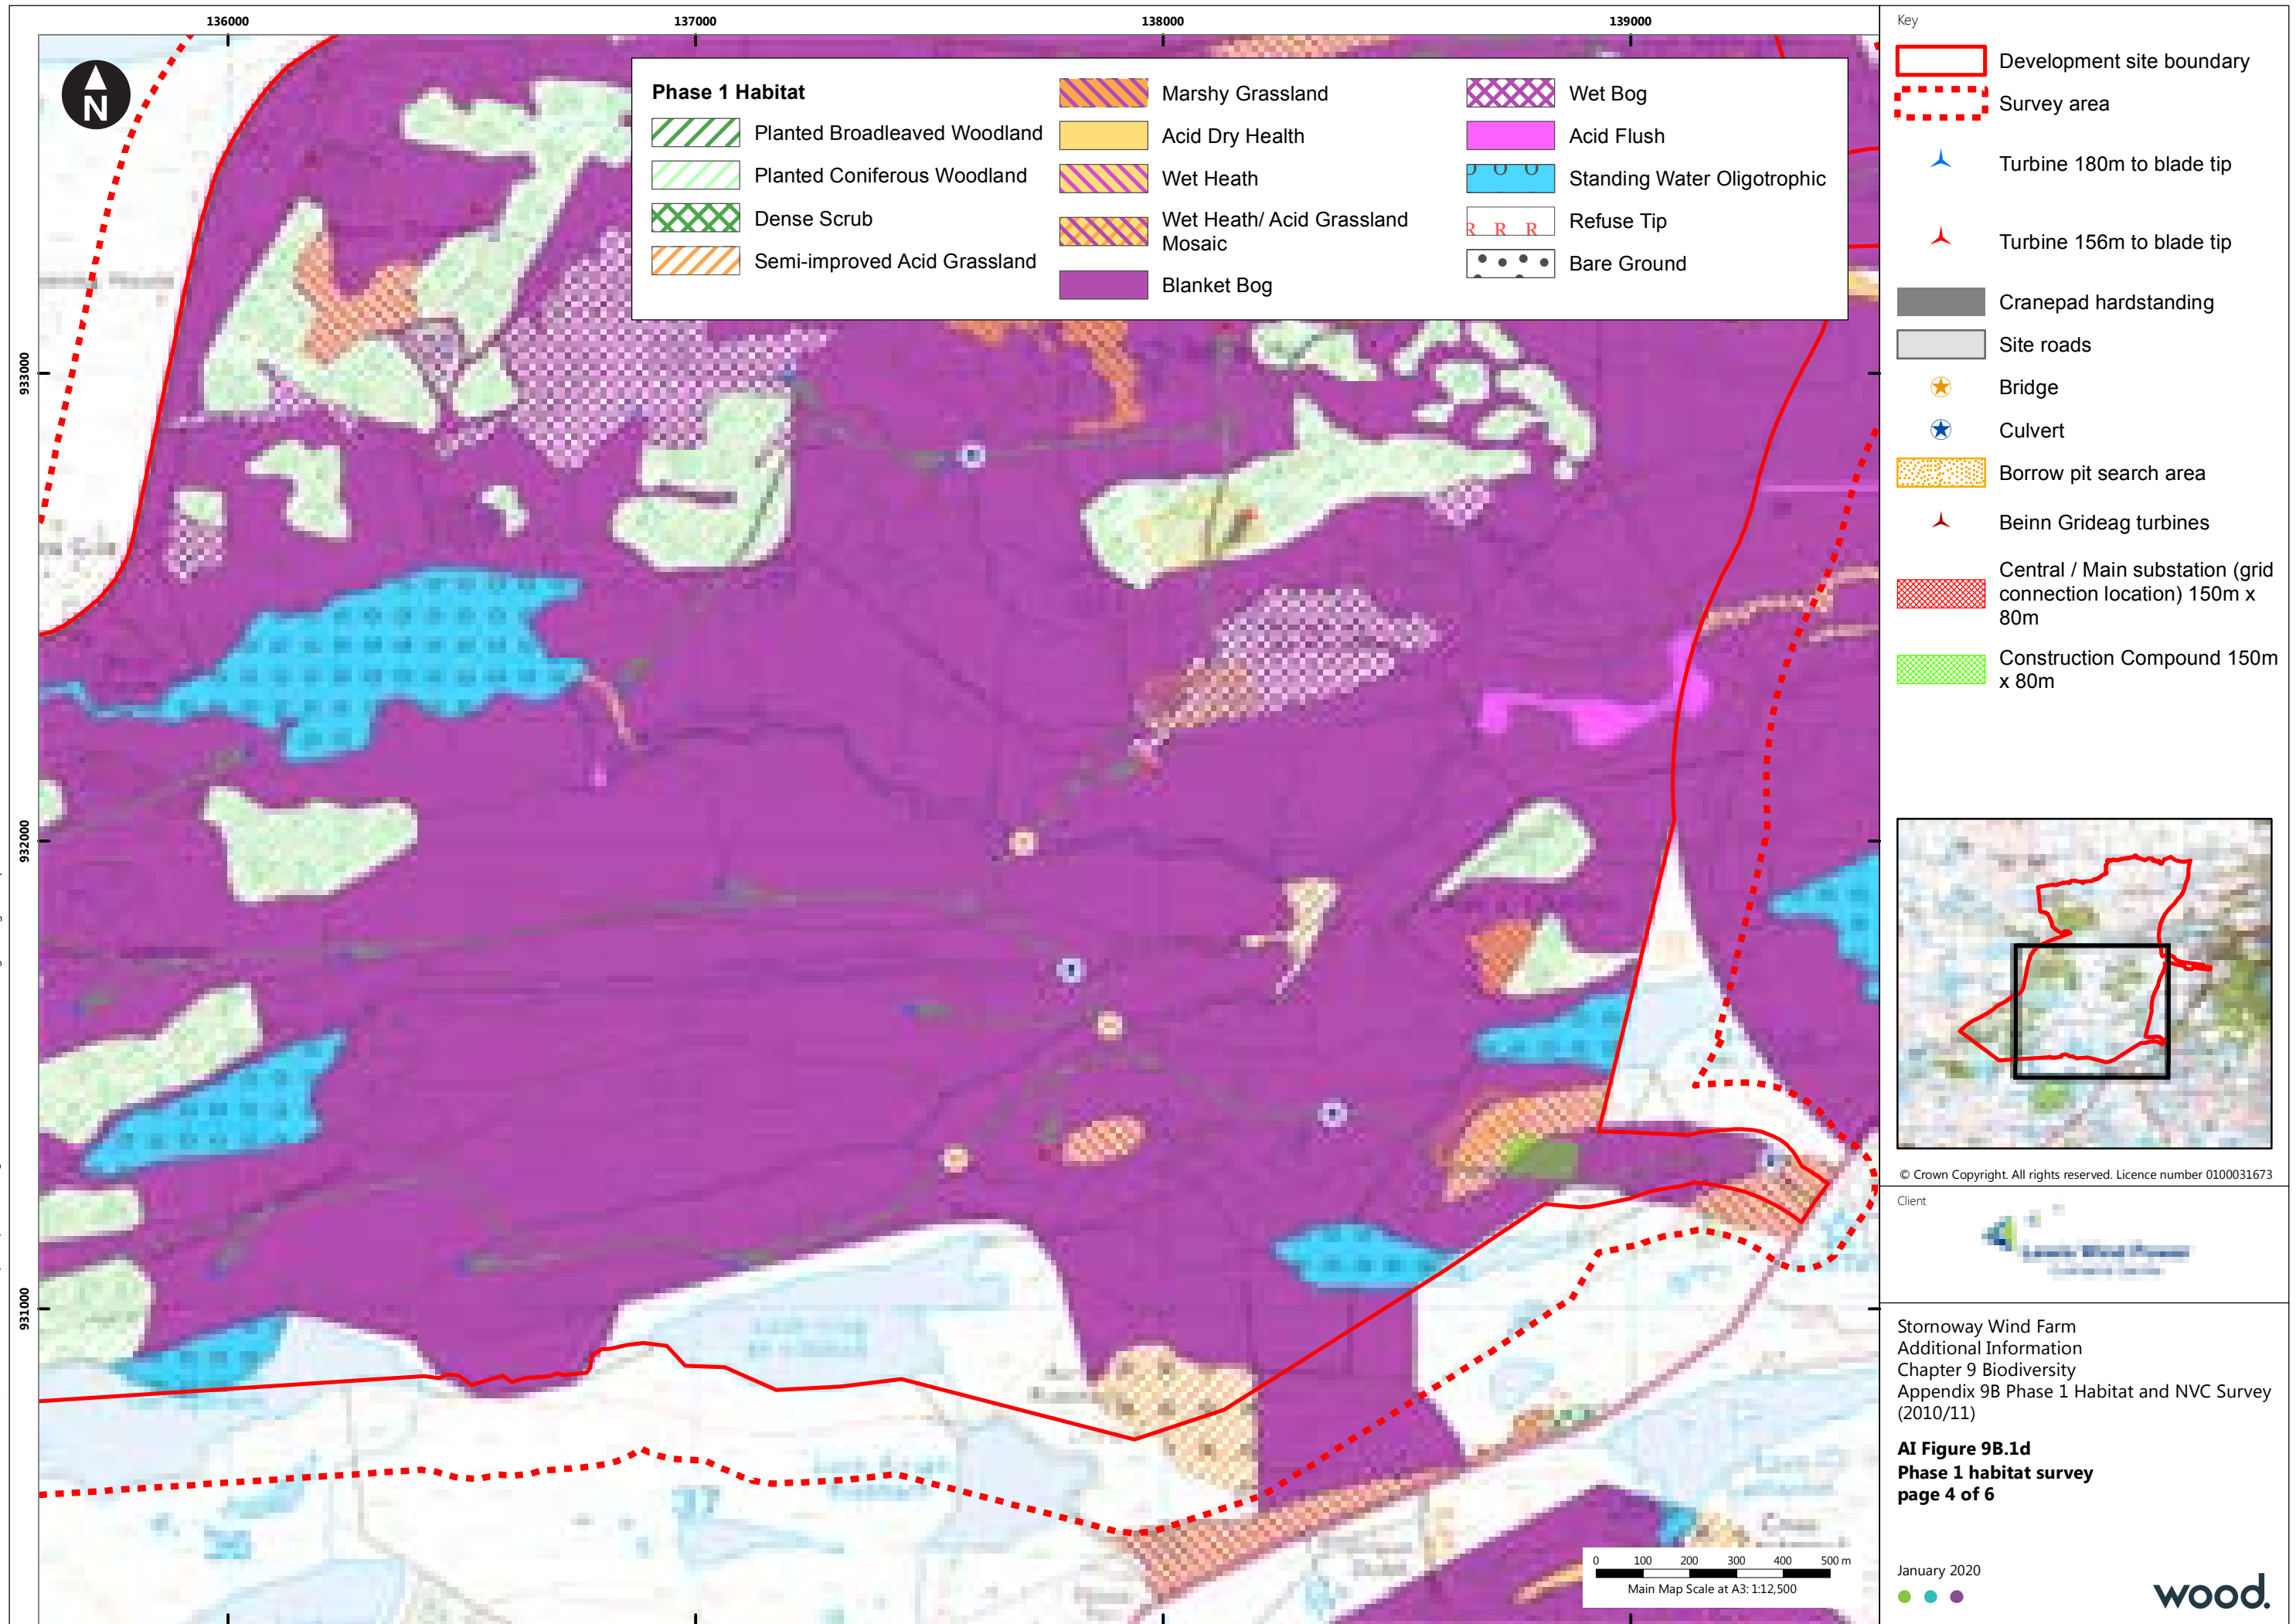 136000
137000
138000
139000
933000
932000
931000
N
Phase 1 Habitat
Planted Broadleaved Woodland
Planted Coniferous Woodland
Dense Scrub
Semi-improved Acid Grassland
Marshy Grassland
Acid Dry Health
Wet Heath
Wet Heath/ Acid Grassland
Mosaic
Blanket Bog
Wet Bog
Acid Flush
Standing Water Oligotrophic
R R R
Refuse Tip
Bare Ground
0 100 200 300 400 500 m
Main Map Scale at A3: 1:12,500
Key
Development site boundary
Survey area
Turbine 180m to blade tip
Turbine 156m to blade tip
Cranepad hardstanding
Site roads
Bridge
Culvert
Borrow pit search area
Beinn Grideag turbines
Central / Main substation (grid
connection location) 150m x
80m
Construction Compound 150m
x 80m
© Crown Copyright. All rights reserved. Licence number 0100031673
Client
Lewis Wind Power
Stornoway Wind Farm
Additional Information
Chapter 9 Biodiversity
Appendix 9B Phase 1 Habitat and NVC Survey
(2010/11)
AI Figure 9B.1d
Phase 1 habitat survey
page 4 of 6
January 2020
wood.